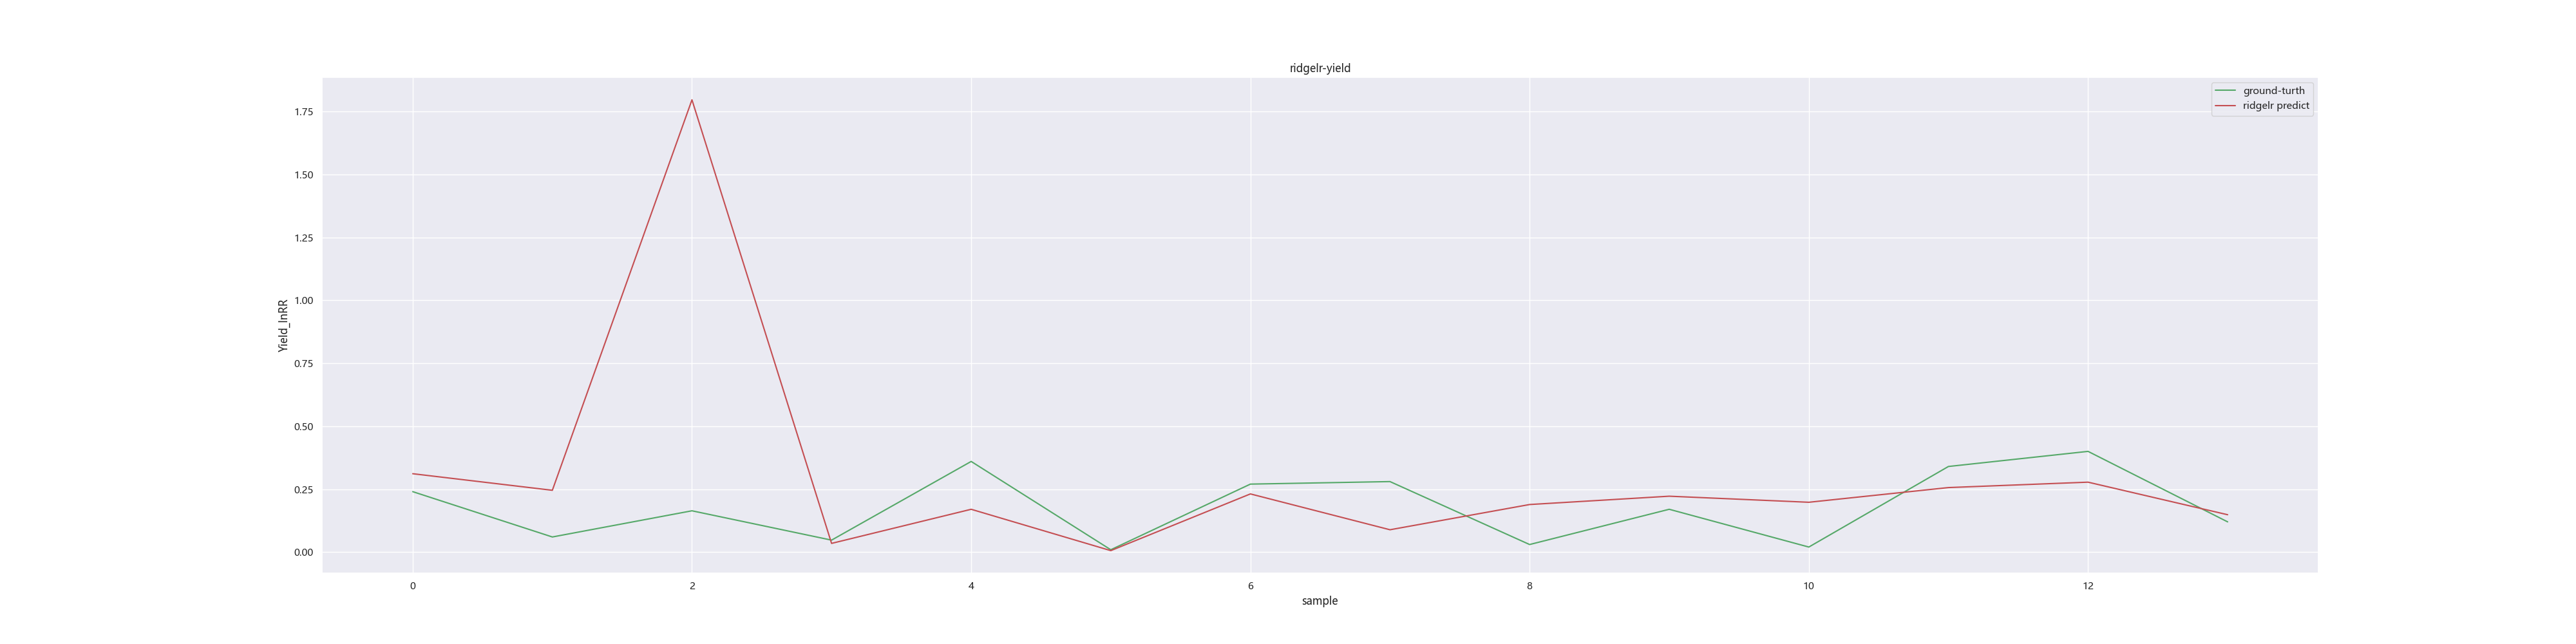 ridgelr-yield
ground-turth
ridgelr predict
1.75
1.50
1.25
1.00
0.75
0.50
0.25
0.00
Yield_lnRR
0 2 4 6 8 10 12
sample